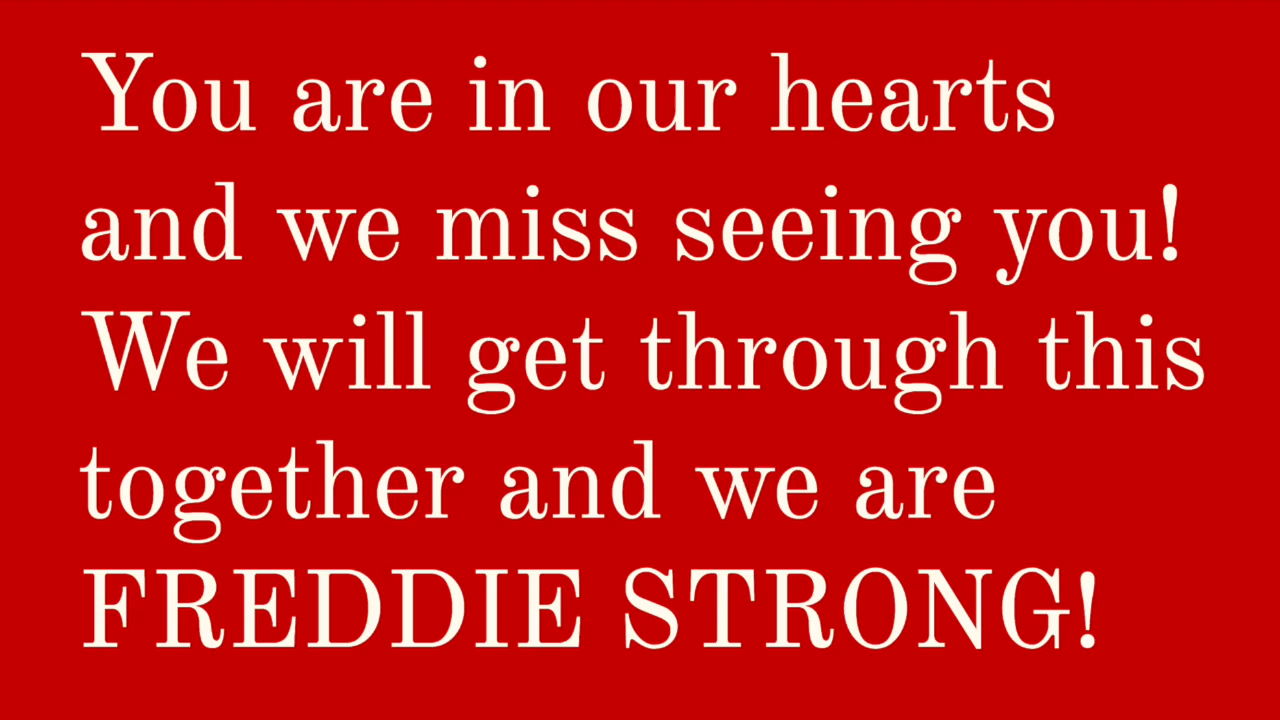 You are in our hearts
and we miss seeing you!
We will get through this
together and we are
FREDDIE STRONG!